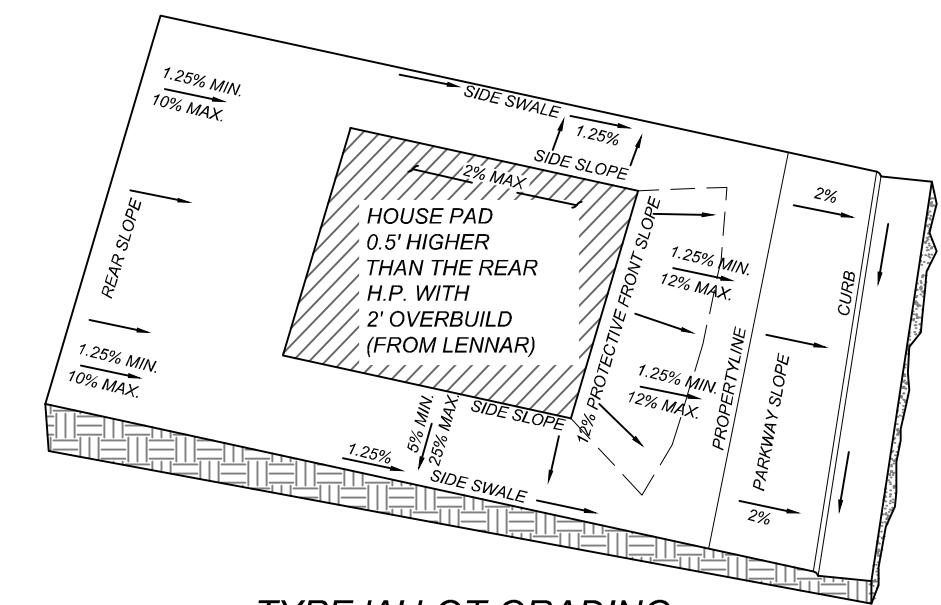 1.25% MIN.
10% MAX.
SIDE SWALE
1.25%
SIDE SLOPE
2% MAX
2%
REAR SLOPE
HOUSE PAD
0.5' HIGHER
THAN THE REAR
H.P. WITH
2' OVERBUILD
(FROM LENNAR)
12% PROTECTIVE FRONT SLOPE
1.25% MIN.
12% MAX.
CURB
1.25% MIN.
10% MAX.
1.25% MIN.
12% MAX.
PROPERTYLINE
PARKWAY SLOPE
SIDE SLOPE
5% MIN.
25% MAX.
1.25%
SIDE SWALE
2%